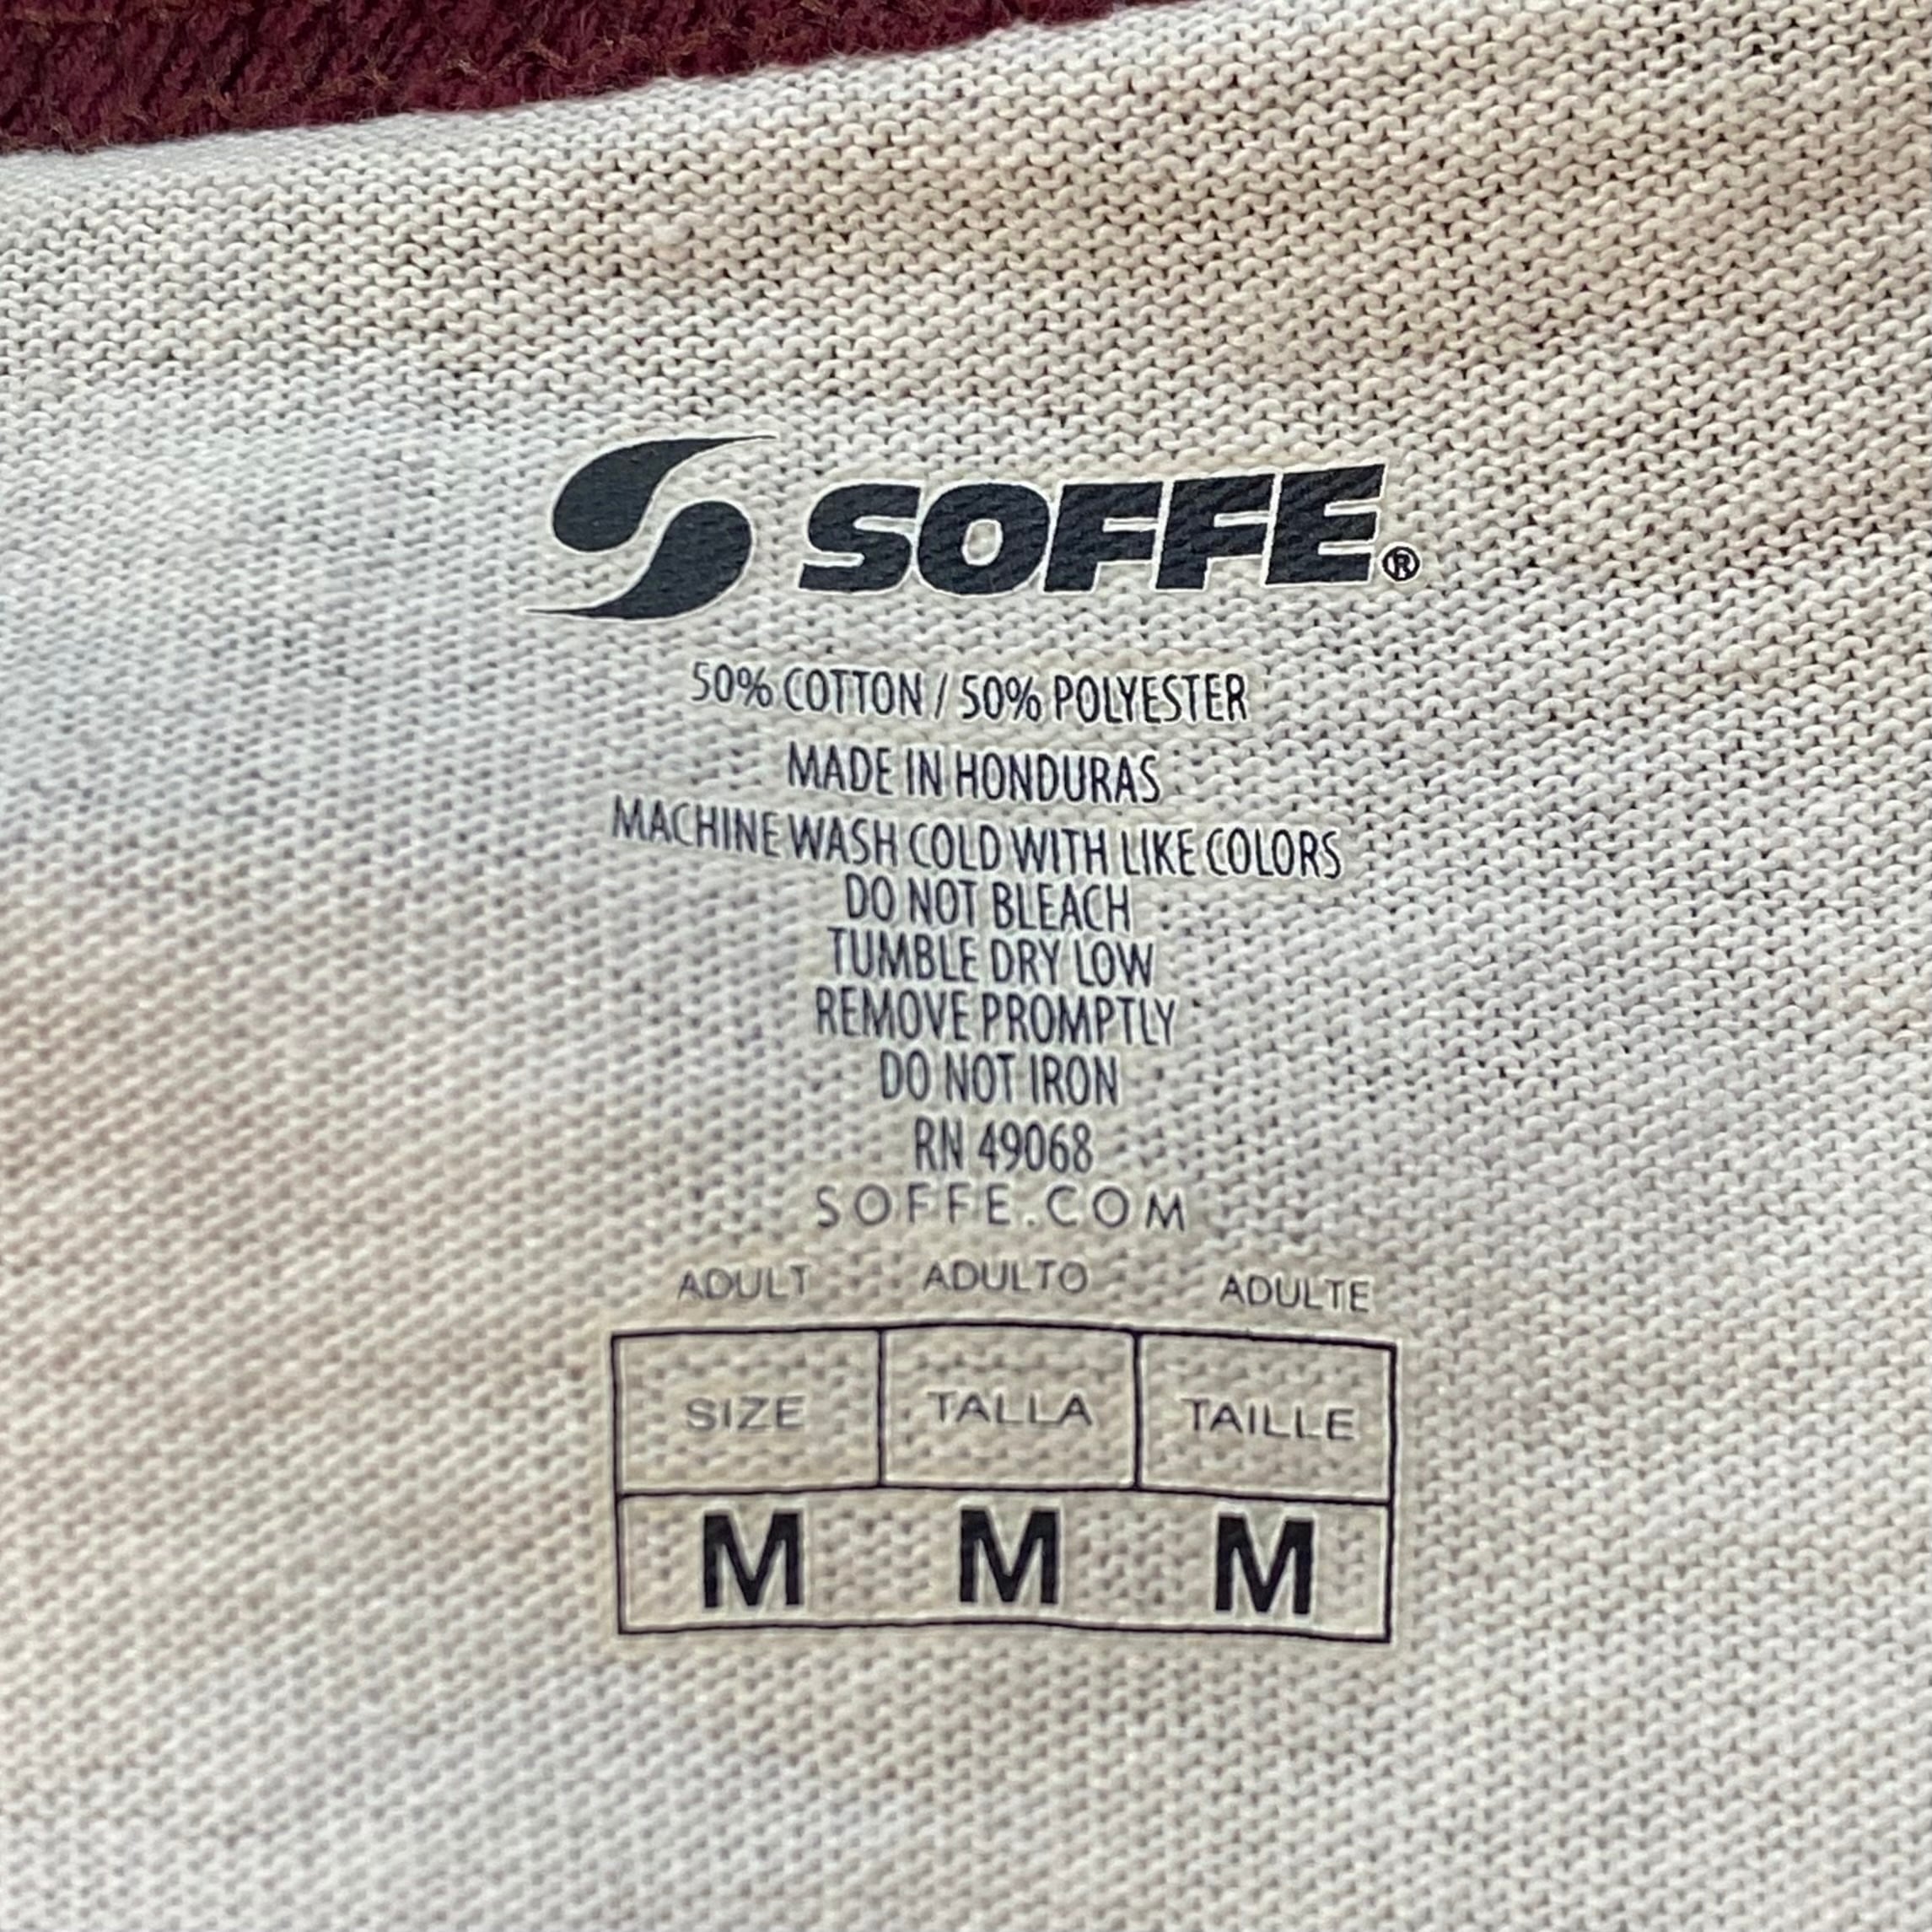 SOFFE®
50% COTTON / 50% POLYESTER
MADE IN HONDURAS
MACHINE WASH COLD WITH LIKE COLORS
DO NOT BLEACH
TUMBLE DRY LOW
REMOVE PROMPTLY
DO NOT IRON
RN 49068
SOFFE.COM
ADULT ADULTO ADULTE
SIZE TALLA TAILLE
M M M